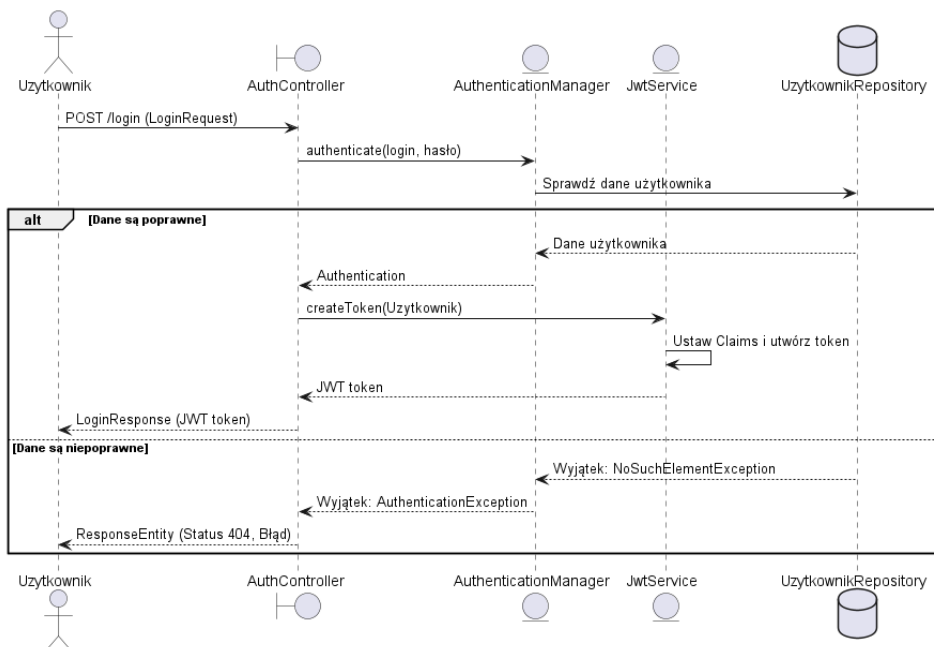 Uzytkownik
AuthController
AuthenticationManager
JwtService
UzytkownikRepository
POST /login (LoginRequest)
authenticate(login, hasło)
Sprawdź dane użytkownika
alt
[Dane są poprawne]
Dane użytkownika
Authentication
createToken(Uzytkownik)
Ustaw Claims i utwórz token
JWT token
LoginResponse (JWT token)
[Dane są niepoprawne]
Wyjątek: NoSuchElementException
Wyjątek: AuthenticationException
ResponseEntity (Status 404, Błąd)
Uzytkownik
AuthController
AuthenticationManager
JwtService
UzytkownikRepository